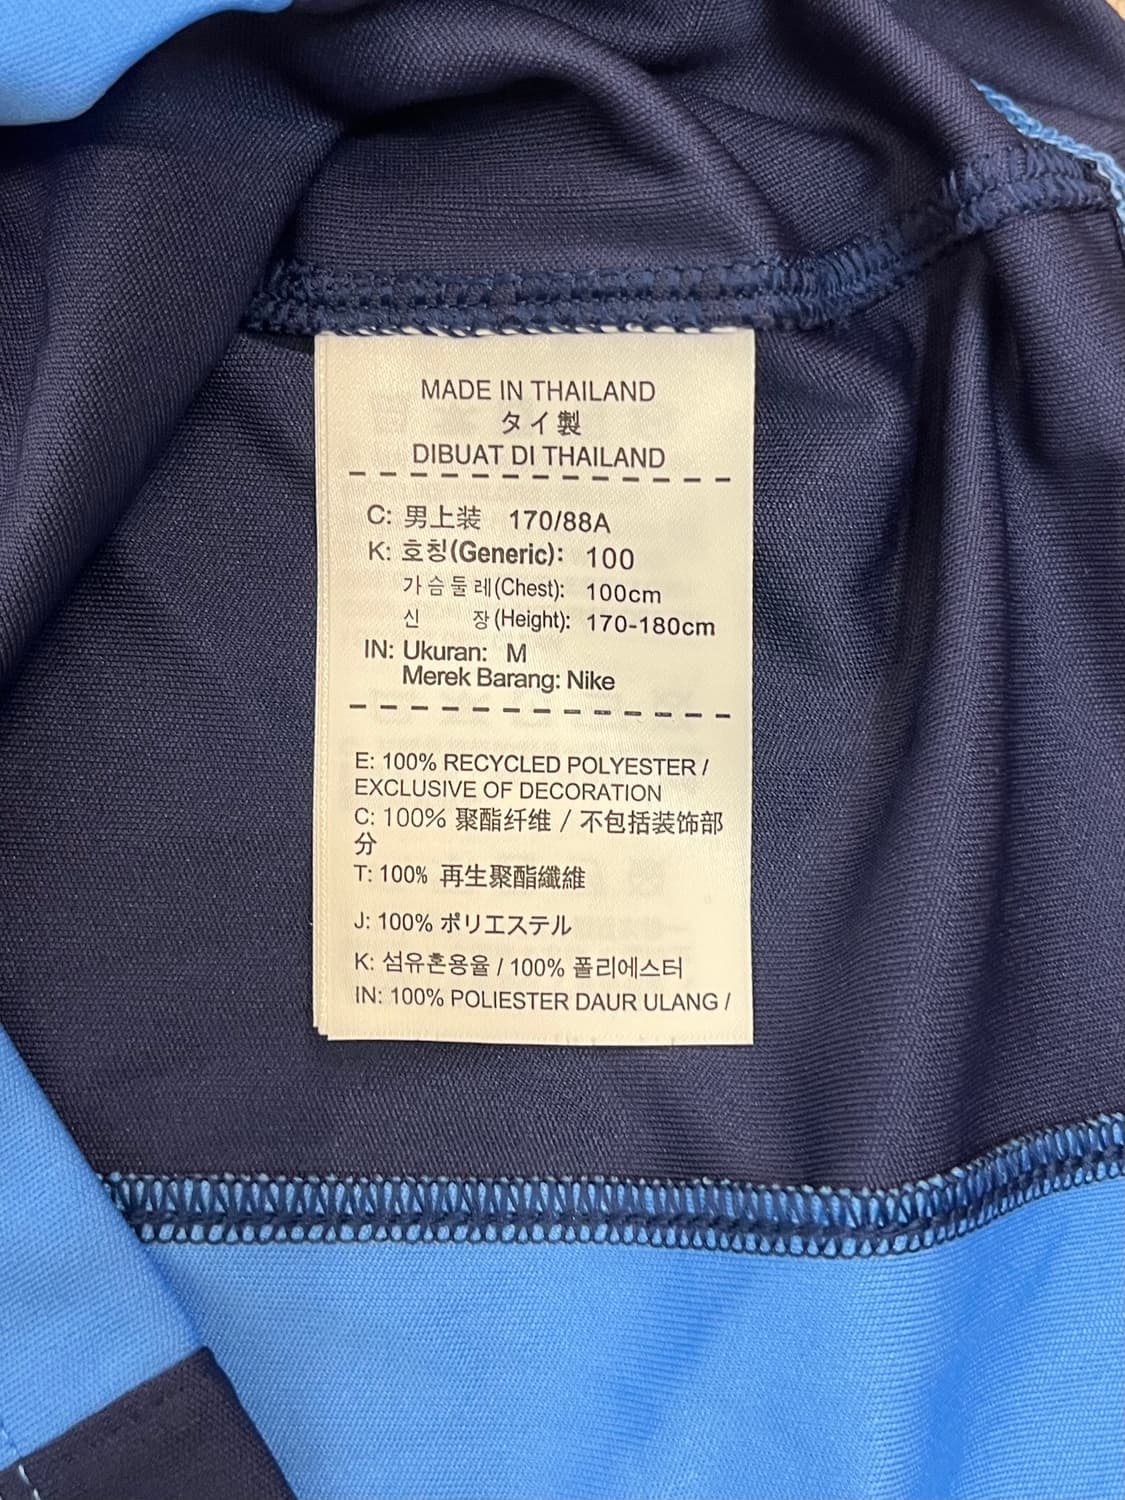 MADE IN THAILAND
タイ製
DIBUAT DI THAILAND
C: 男上装 170/88A
K: 호칭(Generic): 100
가슴둘레(Chest): 100cm
신 장(Height): 170-180cm
IN: Ukuran: M
Merek Barang: Nike
E: 100% RECYCLED POLYESTER /
EXCLUSIVE OF DECORATION
C: 100% 聚酯纤维 / 不包括装饰部
分
T: 100% 再生聚酯纖維
J: 100% ポリエステル
K: 섬유혼용율 / 100% 폴리에스터
IN: 100% POLIESTER DAUR ULANG /